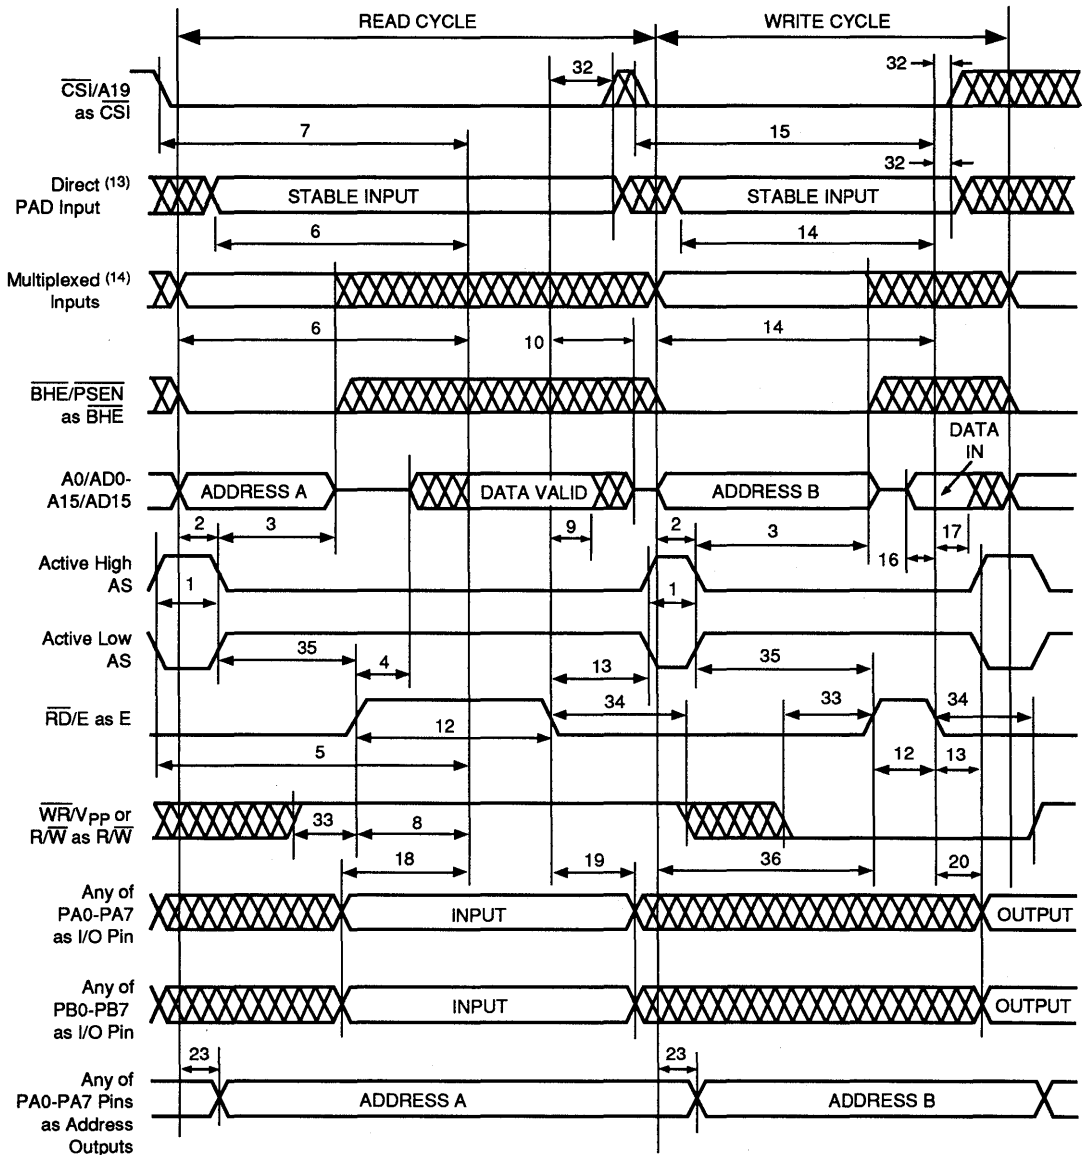 READ CYCLE WRITE CYCLE
32 32
CSI/A19
as CSI
7 15
32
Direct (13)
PAD Input
STABLE INPUT STABLE INPUT
6 14
Multiplexed (14)
Inputs
6 14
10
BHE/PSEN
as BHE
DATA
IN
A0/AD0-
A15/AD15
ADDRESS A DATA VALID ADDRESS B
2 3 9 2 3 16 17
Active High
AS
1 1
Active Low
AS
35 4 13 35
RD/E as E
34 33 34
12 12 13
5
WR/VPP or
R/W as R/W
33 8
18 19 36 20
Any of
PA0-PA7
as I/O Pin
INPUT OUTPUT
Any of
PB0-PB7
as I/O Pin
INPUT OUTPUT
23 23
Any of
PA0-PA7 Pins
as Address
Outputs
ADDRESS A ADDRESS B